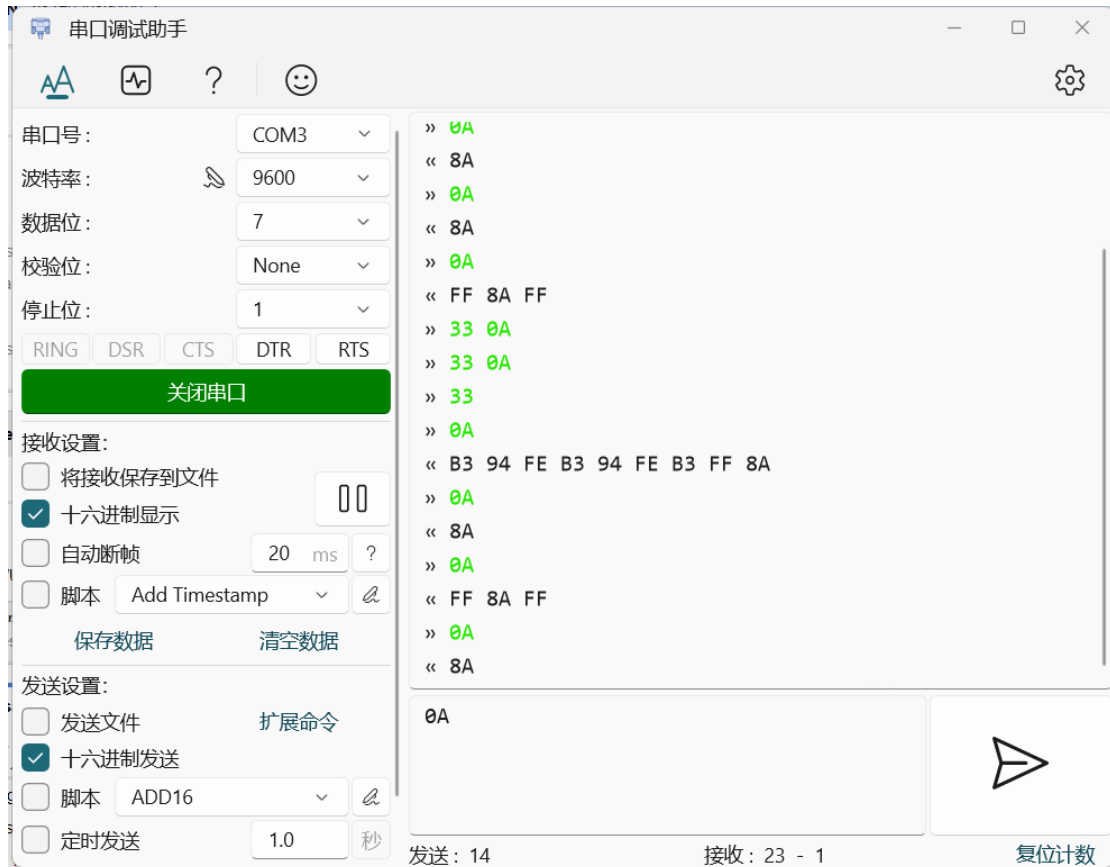 串口调试助手
?
串口号: COM3
波特率: 9600
数据位: 7
校验位: None
停止位: 1
RING DSR CTS DTR RTS
关闭串口
接收设置:
将接收保存到文件
十六进制显示
自动断帧 20 ms ?
脚本 Add Timestamp
保存数据 清空数据
发送设置:
发送文件 扩展命令
十六进制发送
脚本 ADD16
定时发送 1.0 秒
» 0A
« 8A
» 0A
« 8A
» 0A
« FF 8A FF
» 33 0A
» 33 0A
» 33
» 0A
« B3 94 FE B3 94 FE B3 FF 8A
» 0A
« 8A
» 0A
« FF 8A FF
» 0A
« 8A
0A
发送: 14 接收: 23 - 1 复位计数